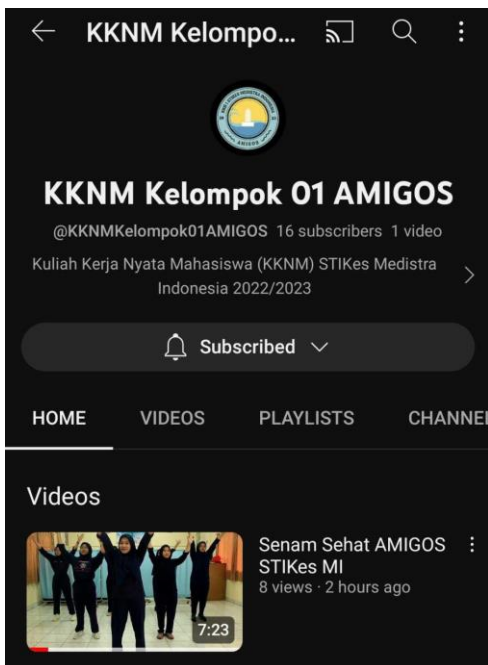 KKNM Kelompo...
KKNM Kelompok 01 AMIGOS
@KKNMKelompok01AMIGOS 16 subscribers 1 video
Kuliah Kerja Nyata Mahasiswa (KKNM) STIKes Medistra
Indonesia 2022/2023
Subscribed
HOME VIDEOS PLAYLISTS CHANNEL
Videos
Senam Sehat AMIGOS
STIKes MI
8 views · 2 hours ago
7:23